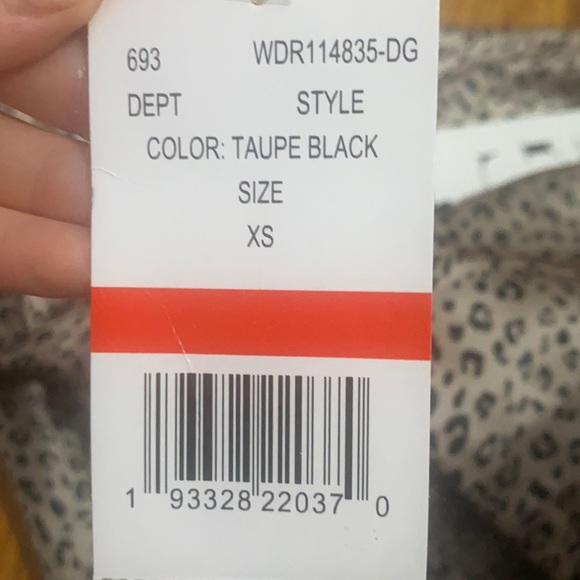 693 WDR114835-DG
DEPT STYLE
COLOR: TAUPE BLACK
SIZE
XS
1 93328 22037 0